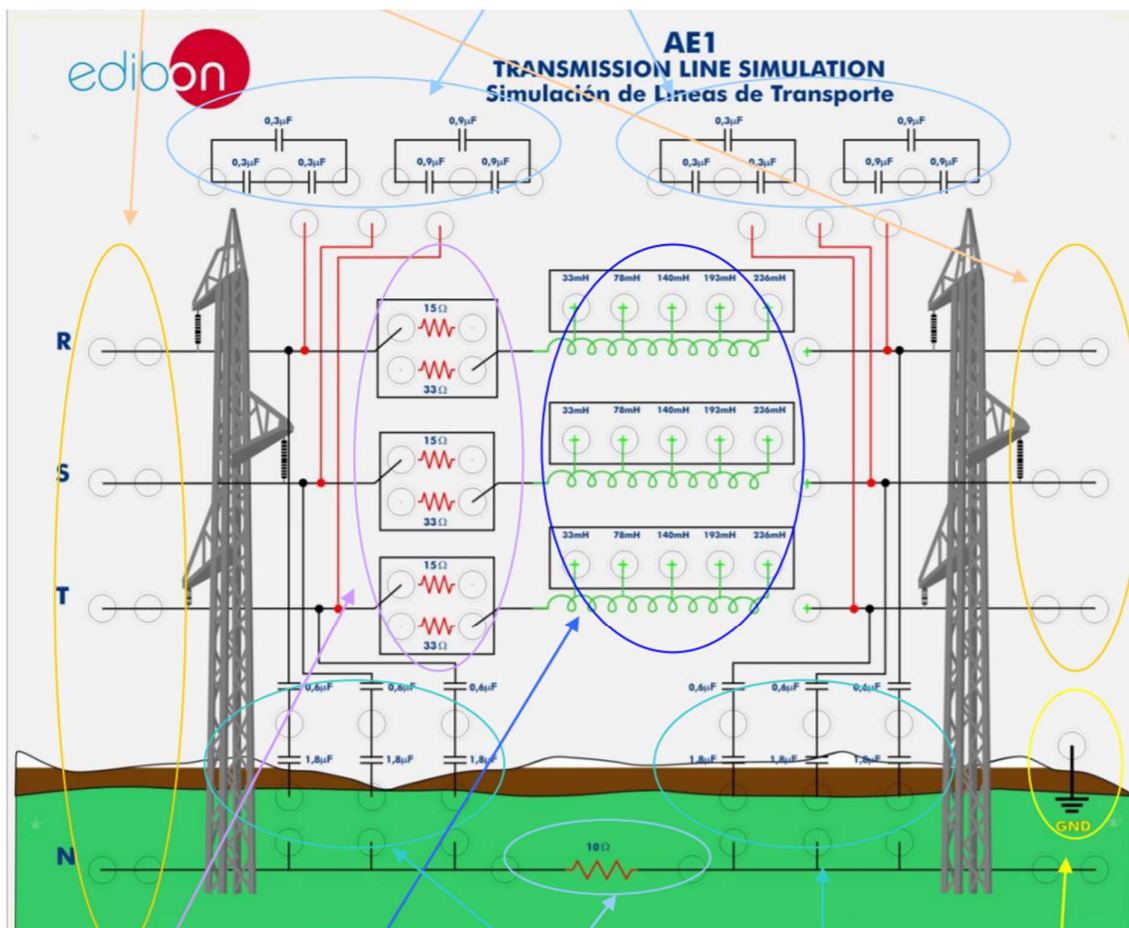 edibon
AE1
TRANSMISSION LINE SIMULATION
Simulación de Líneas de Transporte
0,3µF 0,9µF 0,3µF 0,9µF
0,3µF 0,3µF 0,9µF 0,9µF 0,3µF 0,3µF 0,9µF 0,9µF
33mH 78mH 140mH 193mH 236mH
15Ω
R
33Ω
33mH 78mH 140mH 193mH 236mH
15Ω
S
33Ω
33mH 78mH 140mH 193mH 236mH
15Ω
T
33Ω
0,6µF 0,6µF 0,6µF 0,6µF 0,6µF 0,6µF
1,8µF 1,8µF 1,8µF 1,8µF 1,8µF 1,8µF
GND
10Ω
N